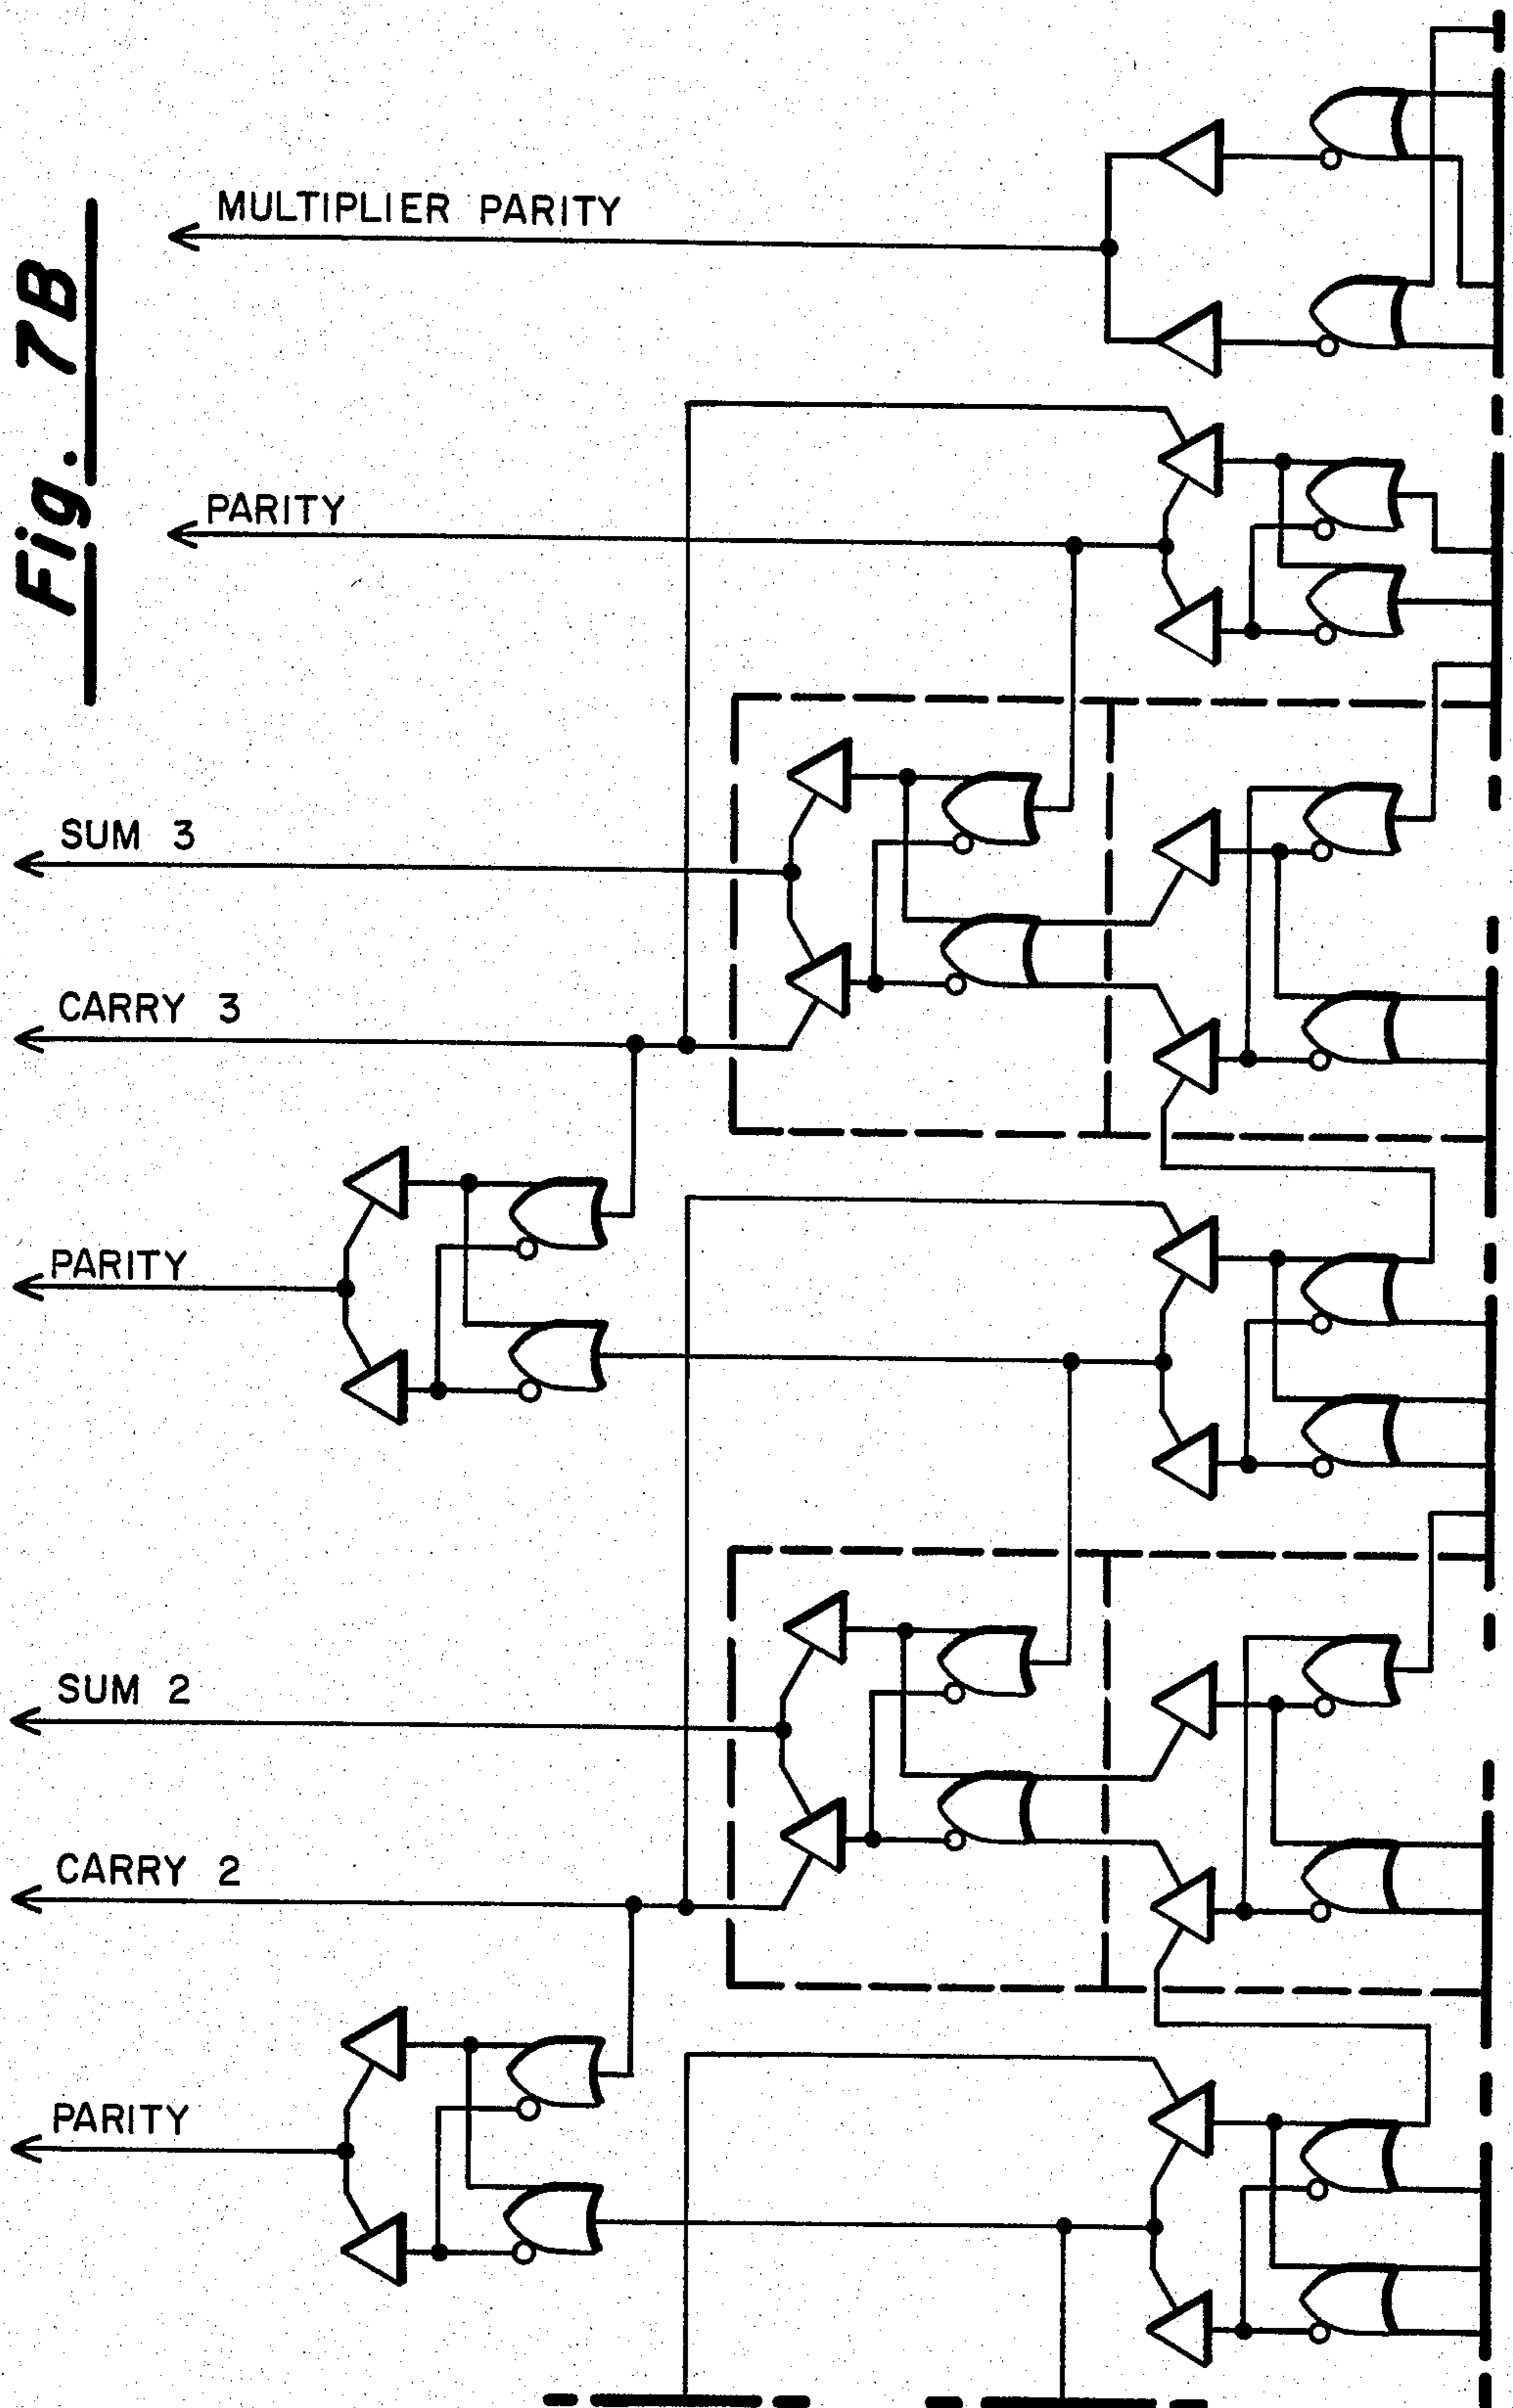 Fig. 7B
MULTIPLIER PARITY
PARITY
SUM 3
CARRY 3
PARITY
SUM 2
CARRY 2
PARITY